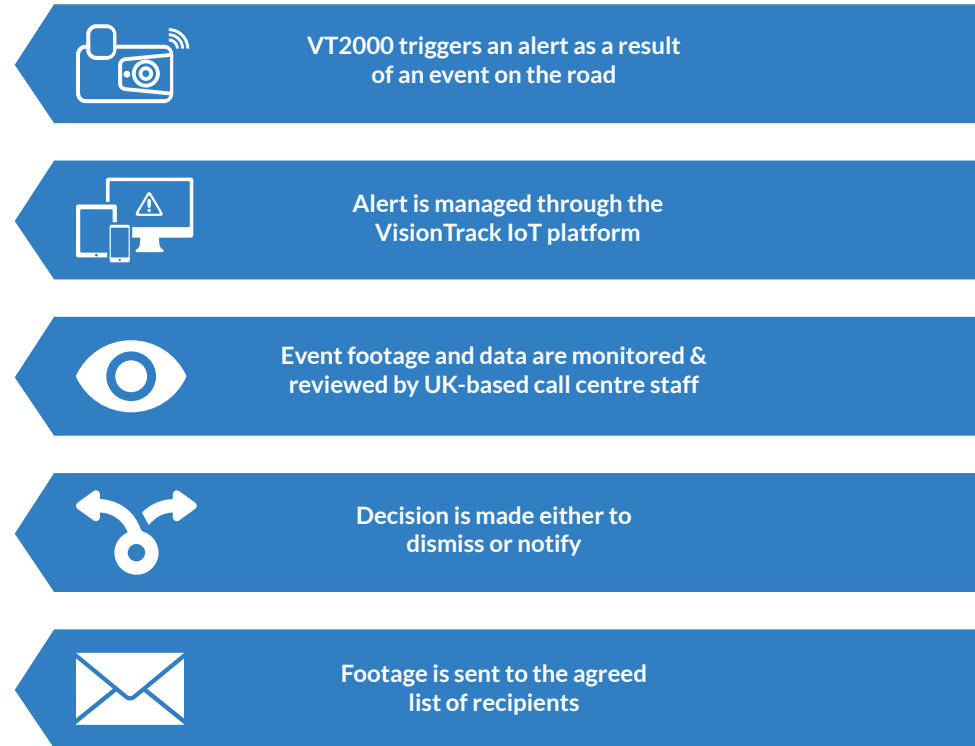 VT2000 triggers an alert as a result
of an event on the road
Alert is managed through the
VisionTrack IoT platform
Event footage and data are monitored &
reviewed by UK-based call centre staff
Decision is made either to
dismiss or notify
Footage is sent to the agreed
list of recipients